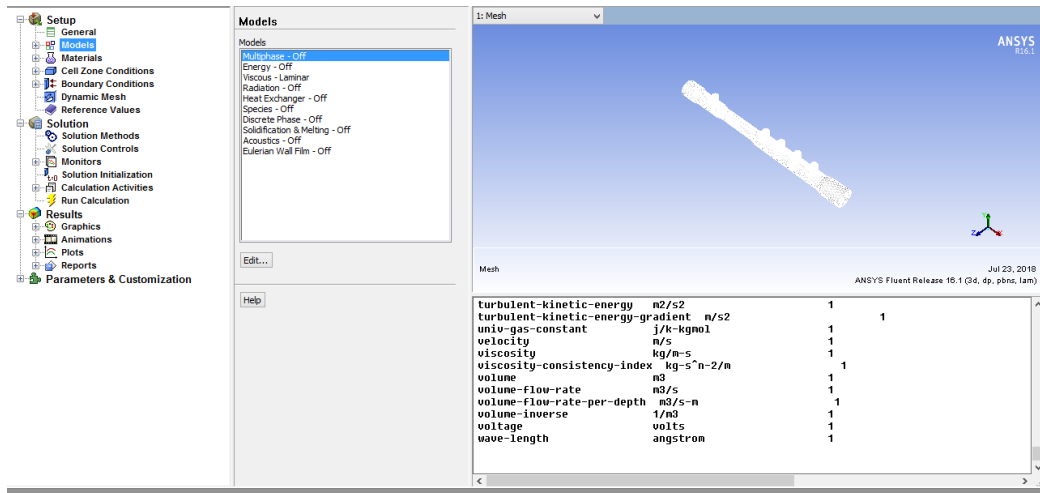 Setup
General
Models
Materials
Cell Zone Conditions
Boundary Conditions
Dynamic Mesh
Reference Values
Solution
Solution Methods
Solution Controls
Monitors
Solution Initialization
Calculation Activities
Run Calculation
Results
Graphics
Animations
Plots
Reports
Parameters & Customization
Models
Models
Multiphase - Off
Energy - Off
Viscous - Laminar
Radiation - Off
Heat Exchanger - Off
Species - Off
Discrete Phase - Off
Solidification & Melting - Off
Acoustics - Off
Eulerian Wall Film - Off
Edit...
Help
1: Mesh
ANSYS
R16.1
Y
Z
Mesh
Jul 23, 2018
ANSYS Fluent Release 16.1 (3d, dp, pbns, lam)
turbulent-kinetic-energy m2/s2 1
turbulent-kinetic-energy-gradient m/s2 1
univ-gas-constant j/k-kgmol 1
velocity m/s 1
viscosity kg/m-s 1
viscosity-consistency-index kg-s^n-2/m 1
volume m3 1
volume-flow-rate m3/s 1
volume-flow-rate-per-depth m3/s-m 1
volume-inverse 1/m3 1
voltage volts 1
wave-length angstrom 1